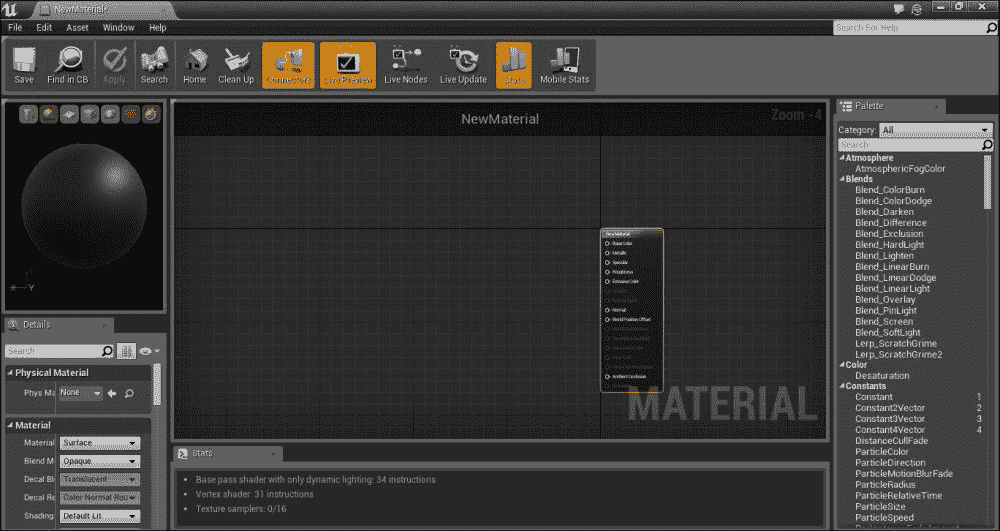 NewMaterial*
File Edit Asset Window Help
Search For Help
Save Find in CB Apply Search Home Clean Up Connectors Live Preview Live Nodes Live Update Stats Mobile Stats
NewMaterial
Zoom -4
Palette
Category: All
Search
Atmosphere
AtmosphericFogColor
Blends
Blend_ColorBurn
Blend_ColorDodge
Blend_Darken
Blend_Difference
Blend_Exclusion
Blend_HardLight
Blend_Lighten
Blend_LinearBurn
Blend_LinearDodge
Blend_LinearLight
Blend_Overlay
Blend_PinLight
Blend_Screen
Blend_SoftLight
Lerp_ScratchGrime
Lerp_ScratchGrime2
Color
Desaturation
Constants
Constant 1
Constant2Vector 2
Constant3Vector 3
Constant4Vector 4
DistanceCullFade
ParticleColor
ParticleDirection
ParticleMotionBlurFade
ParticleRadius
ParticleRelativeTime
ParticleSize
ParticleSpeed
NewMaterial
Base Color
Metallic
Specular
Roughness
Emissive Color
Normal
World Position Offset
Ambient Occlusion
MATERIAL
Y
Details
Search
Physical Material
Phys Ma None
Material
Material Surface
Blend M Opaque
Decal Bl Translucent
Decal Re Color Normal Rou
Shading Default Lit
Stats
Base pass shader with only dynamic lighting: 34 instructions
Vertex shader: 31 instructions
Texture samplers: 0/16